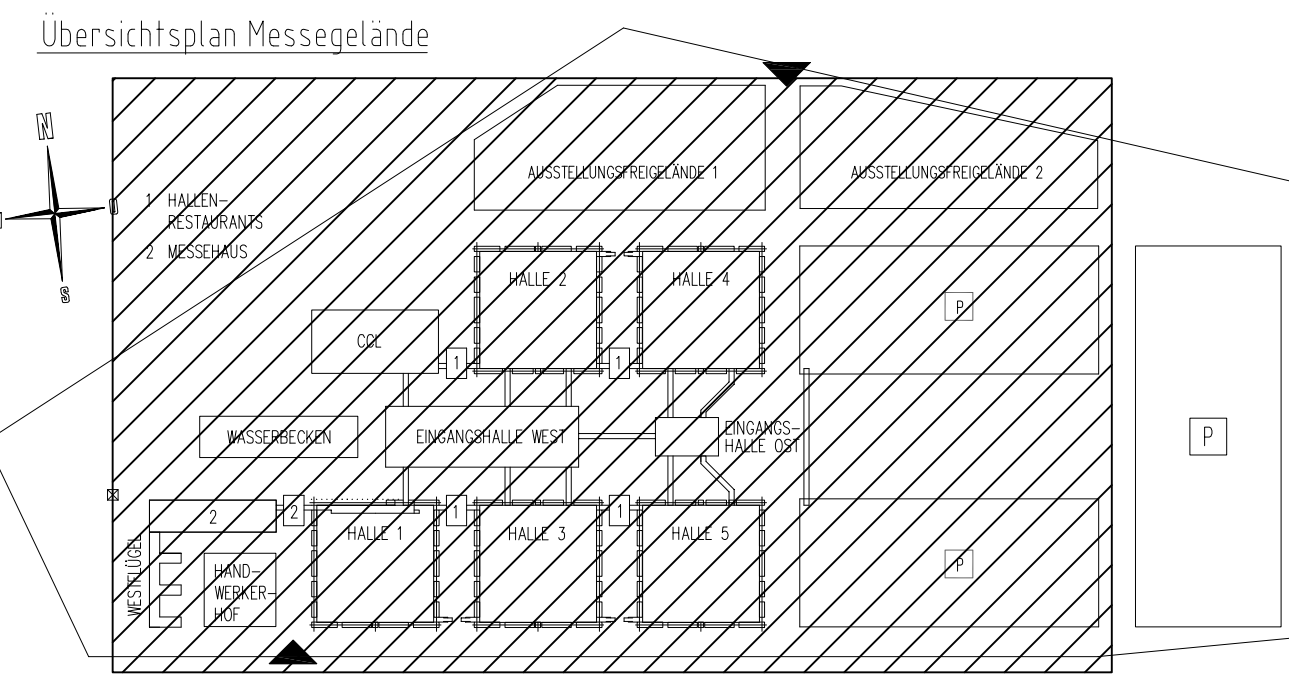 Übersichtsplan Messegelände
N
O
S
1 HALLEN-
RESTAURANTS
2 MESSEHAUS
AUSSTELLUNGSFREIGELÄNDE 1
AUSSTELLUNGSFREIGELÄNDE 2
HALLE 2
HALLE 4
P
CCL
1
1
WASSERBECKEN
EINGANGSHALLE WEST
EINGANGS-
HALLE OST
P
2
2
1
1
HALLE 1
HALLE 3
HALLE 5
WESTFLÜGEL
HAND-
WERKER-
HOF
P